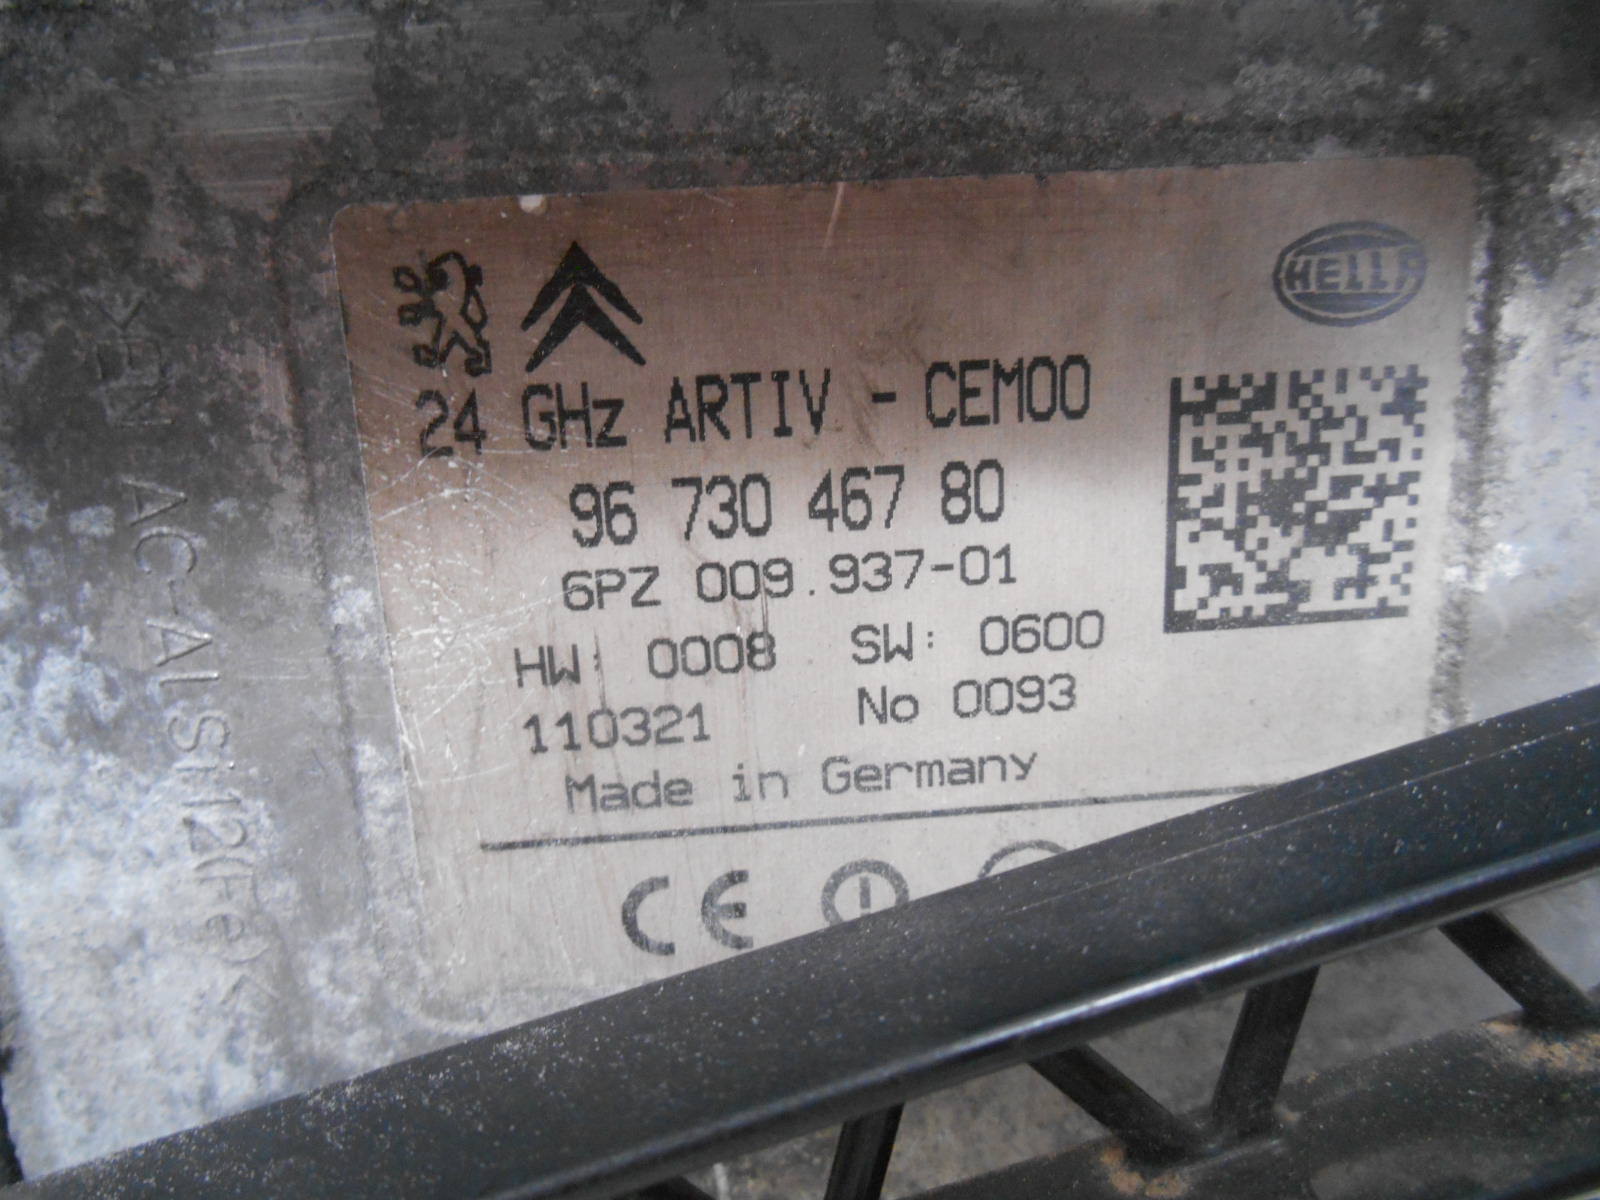 HELLA
24 GHz ARTIV - CEM00
96 730 467 80
6PZ 009.937-01
HW: 0008 SW: 0600
110321 No 0093
Made in Germany
CE
>EN AC-AlSi12(Fe)<